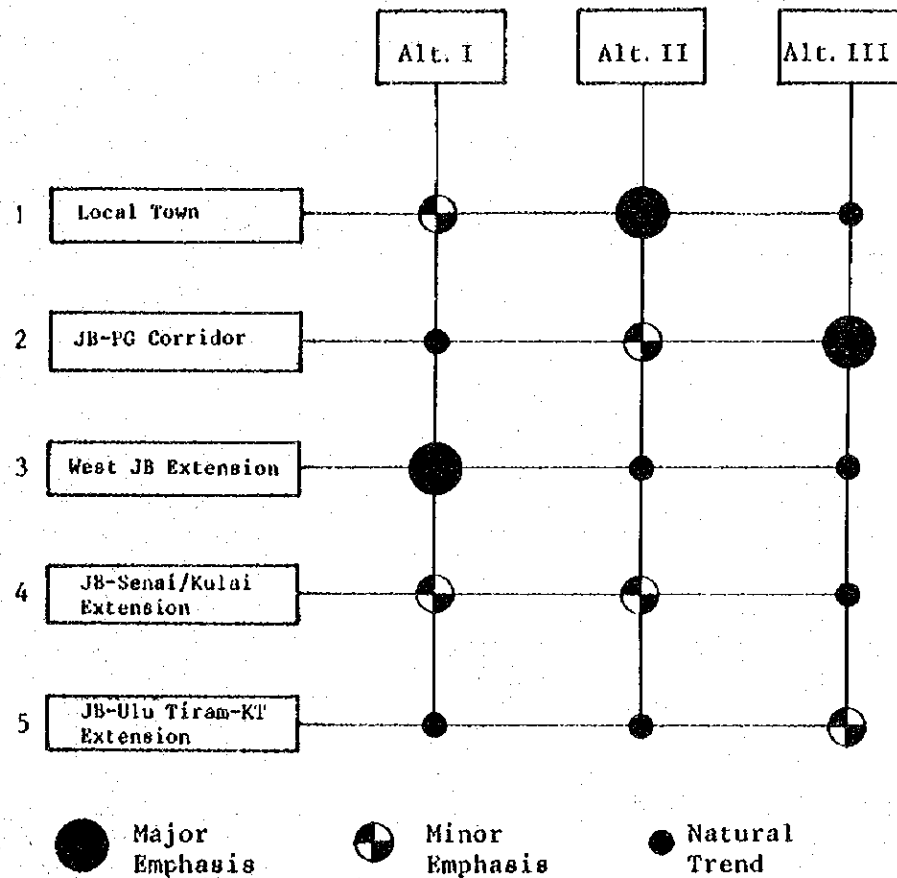 Alt. I
Alt. II
Alt. III
1 Local Town
2 JB-PG Corridor
3 West JB Extension
4 JB-Senai/Kulai
Extension
5 JB-Ulu Tiram-KT
Extension
Major
Emphasis
Minor
Emphasis
Natural
Trend